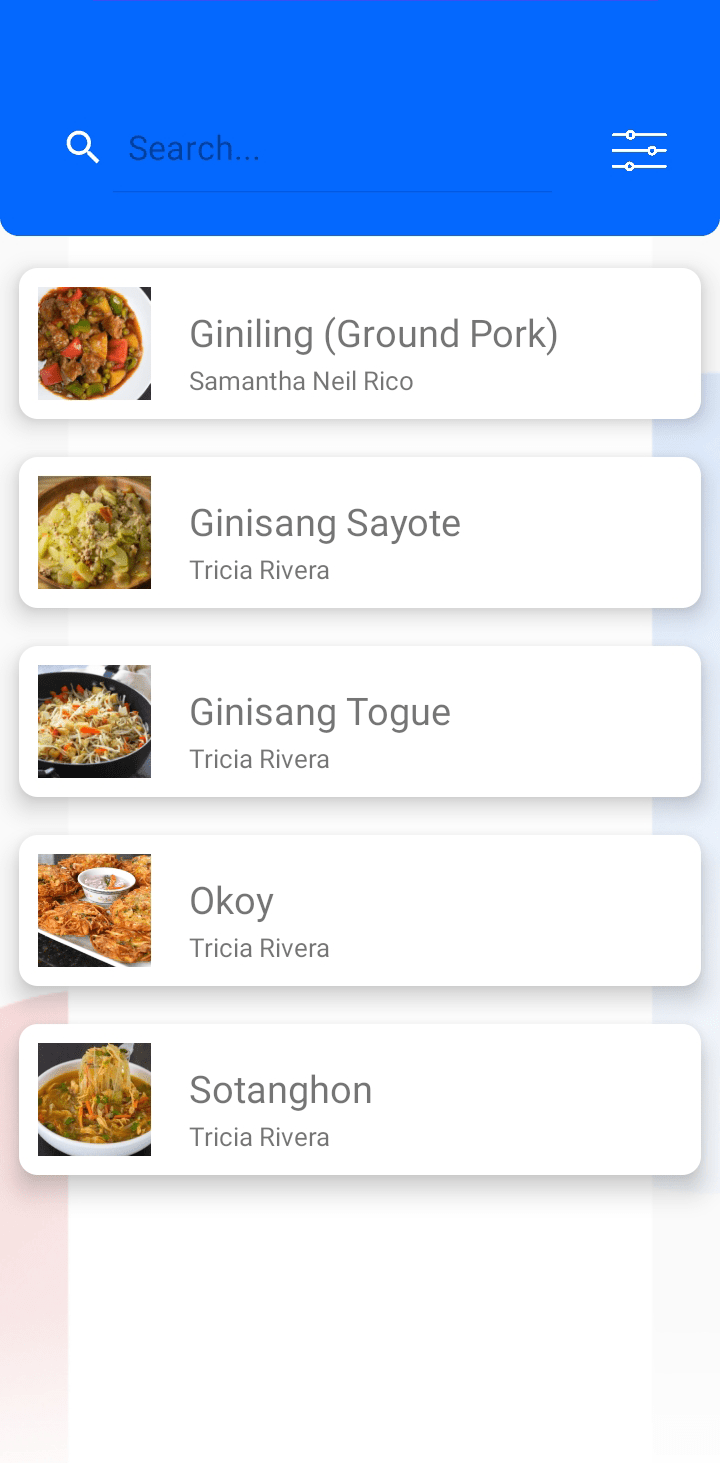 Search...
Giniling (Ground Pork)
Samantha Neil Rico
Ginisang Sayote
Tricia Rivera
Ginisang Togue
Tricia Rivera
Okoy
Tricia Rivera
Sotanghon
Tricia Rivera